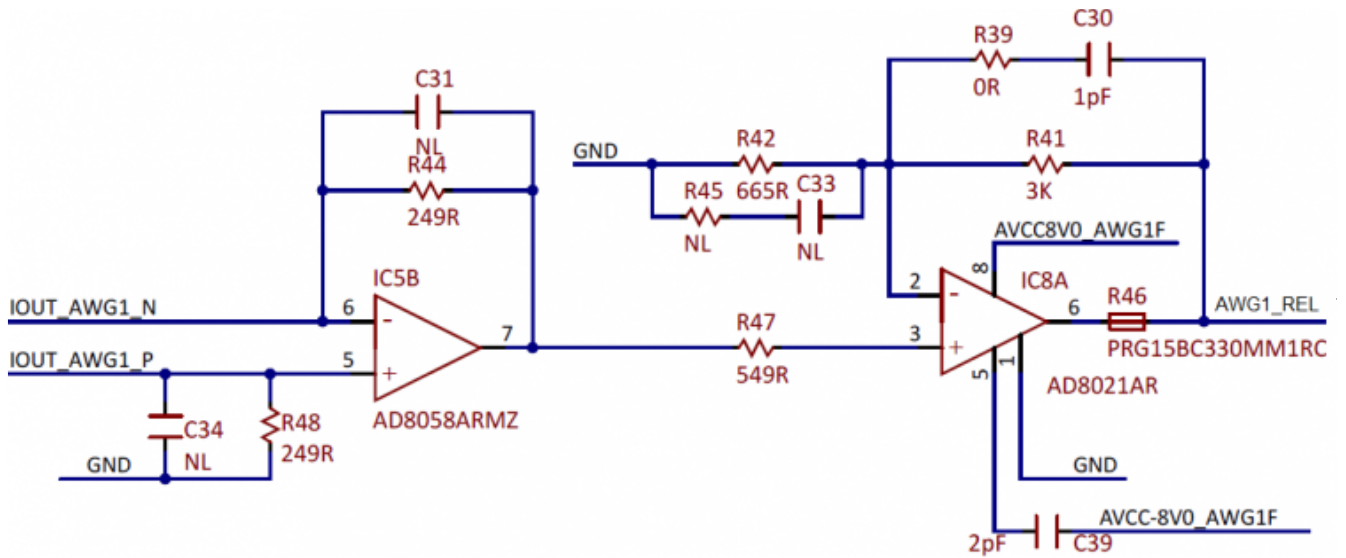 C30
R39
0R
1pF
C31
NL
R44
249R
GND
R42
665R
R45
NL
C33
NL
R41
3K
AVCC8V0_AWG1F
8
IC5B
IC8A
IOUT_AWG1_N
6
-
7
2
-
6
R46
AWG1_REL
PRG15BC330MM1RC
IOUT_AWG1_P
5
+
R47
549R
3
+
5
1
AD8021AR
AD8058ARMZ
C34
NL
R48
249R
GND
GND
AVCC-8V0_AWG1F
2pF
C39